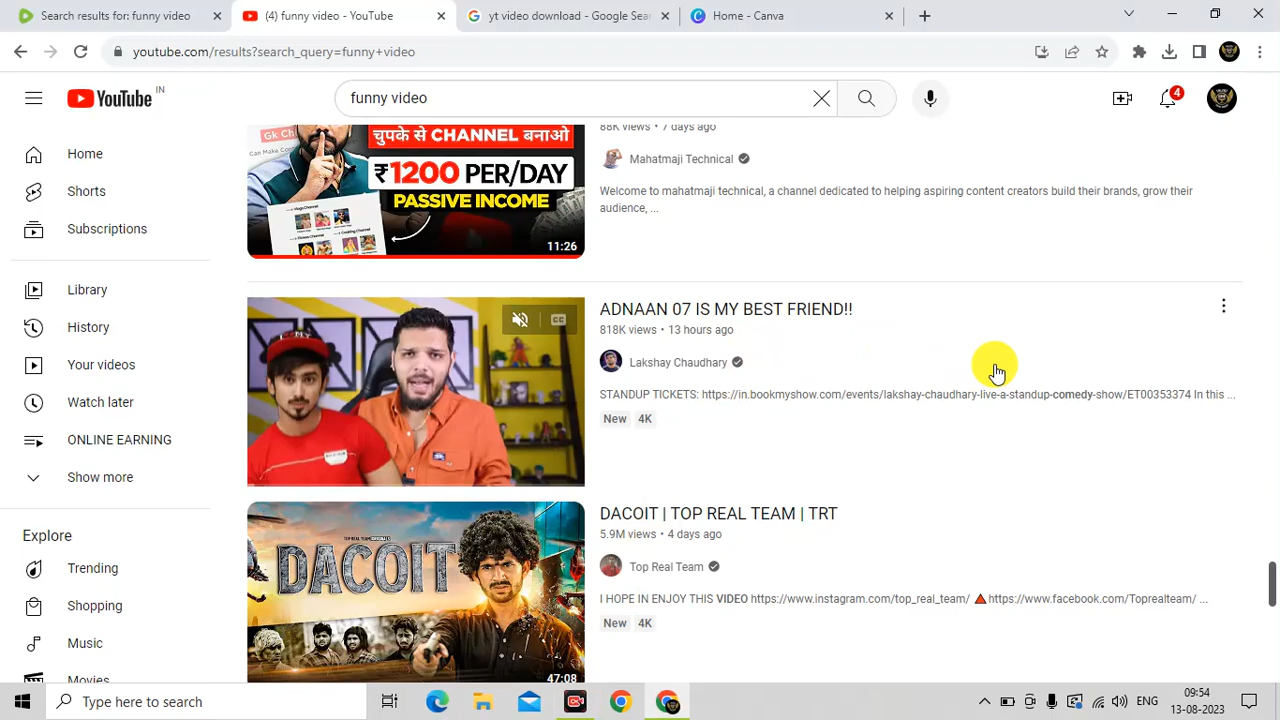 Search results for: funny video
(4) funny video - YouTube
yt video download - Google Sea
Home - Canva
youtube.com/results?search_query=funny+video
YouTube IN
funny video
4
Home
Shorts
Subscriptions
Library
History
Your videos
Watch later
ONLINE EARNING
Show more
Explore
Trending
Shopping
Music
Movies
Gk Ch
Can Make Co
चुपके से CHANNEL बनाओ
₹1200 PER/DAY
PASSIVE INCOME
11:26
88K views • 7 days ago
Mahatmaji Technical
Welcome to mahatmaji technical, a channel dedicated to helping aspiring content creators build their brands, grow their
audience, ...
CC
ADNAAN 07 IS MY BEST FRIEND!!
818K views • 13 hours ago
Lakshay Chaudhary
STANDUP TICKETS: https://in.bookmyshow.com/events/lakshay-chaudhary-live-a-standup-comedy-show/ET00353374 In this ...
New 4K
DACOIT
47:08
DACOIT | TOP REAL TEAM | TRT
5.9M views • 4 days ago
Top Real Team
I HOPE IN ENJOY THIS VIDEO https://www.instagram.com/top_real_team/ 🔺https://www.facebook.com/Toprealteam/ ...
New 4K
Type here to search
ENG
09:54
13-08-2023